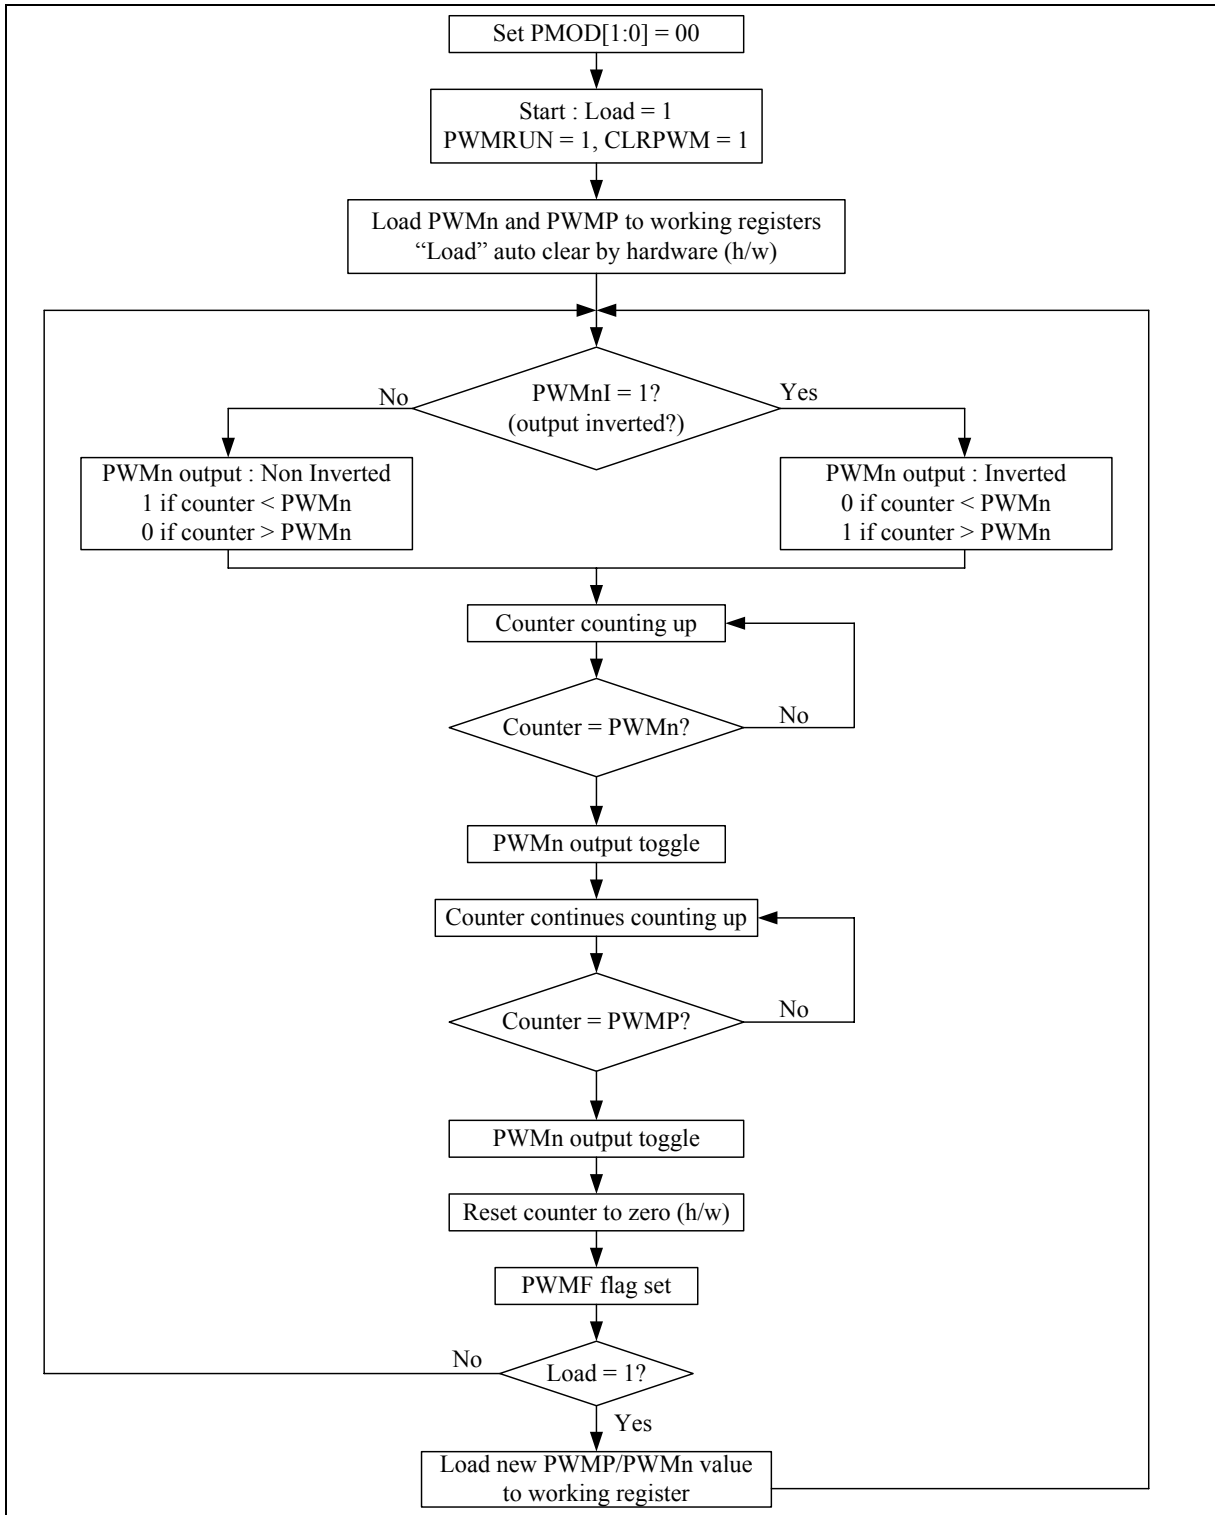 Set PMOD[1:0] = 00
Start : Load = 1
PWMRUN = 1, CLRPWM = 1
Load PWMn and PWMP to working registers
“Load” auto clear by hardware (h/w)
PWMnI = 1?
(output inverted?)
No
Yes
PWMn output : Non Inverted
1 if counter < PWMn
0 if counter > PWMn
PWMn output : Inverted
0 if counter < PWMn
1 if counter > PWMn
Counter counting up
Counter = PWMn?
No
PWMn output toggle
Counter continues counting up
Counter = PWMP?
No
PWMn output toggle
Reset counter to zero (h/w)
PWMF flag set
Load = 1?
No
Yes
Load new PWMP/PWMn value
to working register